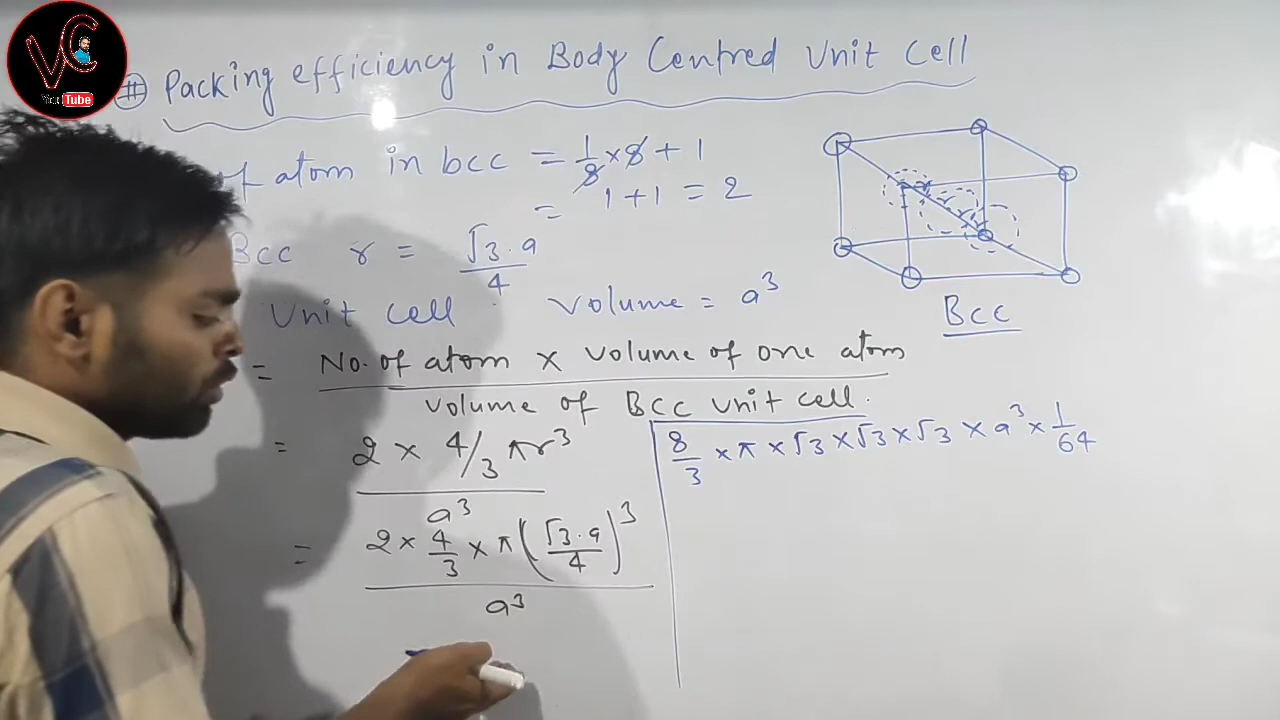 VC
YouTube
# Packing efficiency in Body Centred Unit Cell
of atom in bcc = 1/8 × 8 + 1
= 1 + 1 = 2
Bcc r = √3·a/4
Unit cell Volume = a³
= No. of atom × Volume of one atom
Volume of Bcc unit cell.
= 2 × 4/3 πr³
a³
= 2 × 4/3 × π (√3·a/4)³
a³
8/3 × π × √3 × √3 × √3 × a³ × 1/64
Bcc